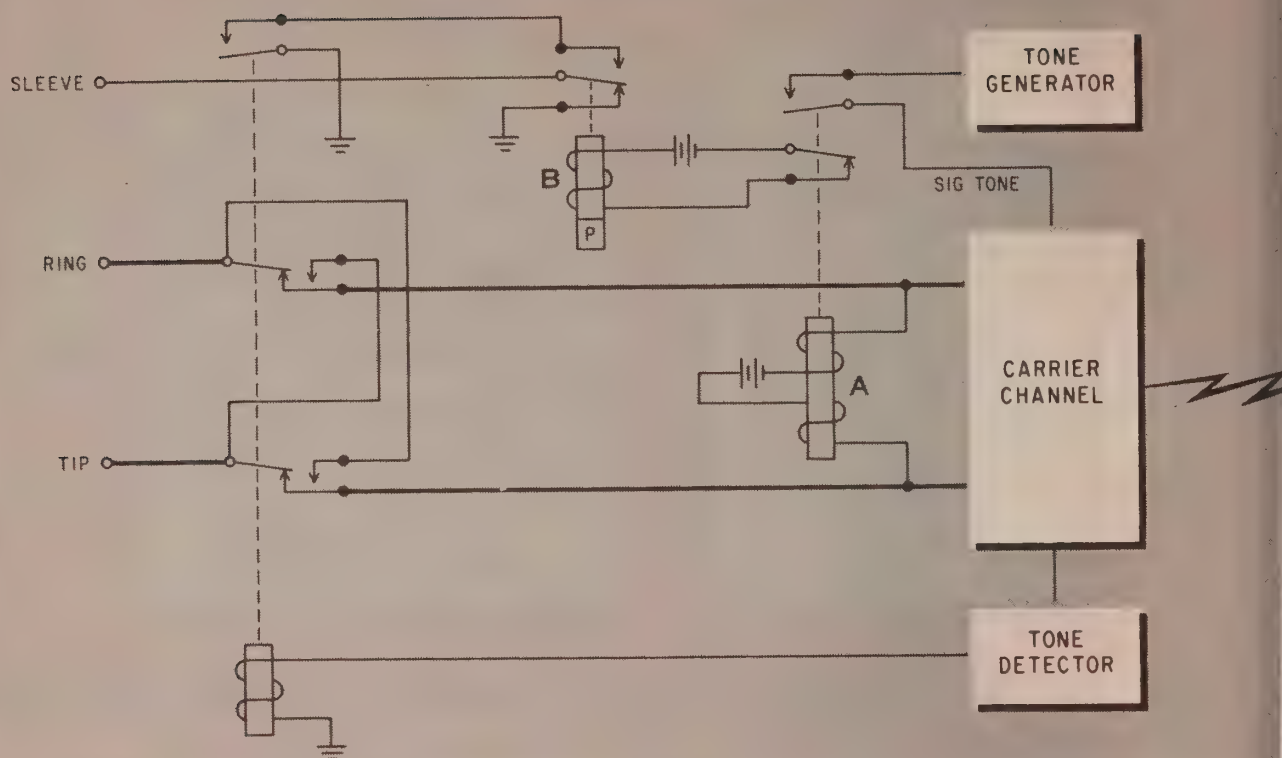 SLEEVE
TONE
GENERATOR
B
SIG TONE
P
RING
A
CARRIER
CHANNEL
TIP
TONE
DETECTOR